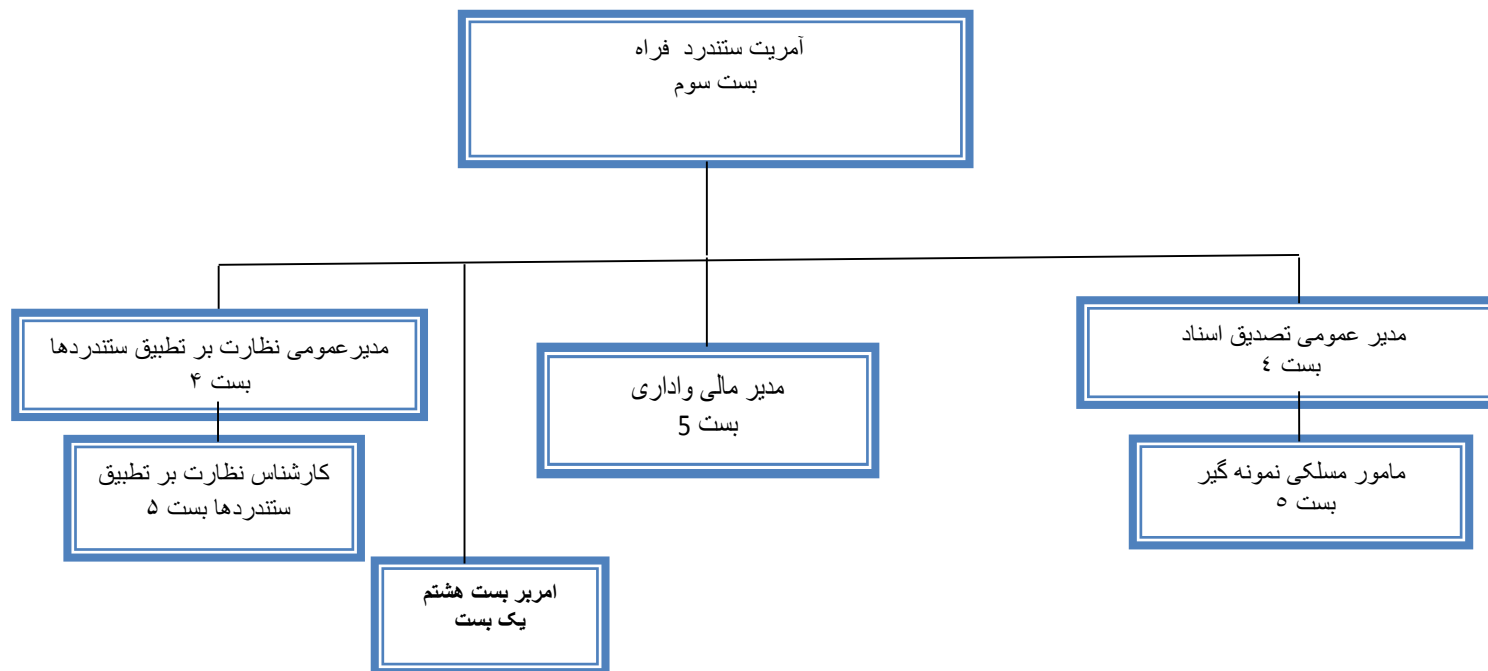 آمریت ستندرد  فراه
بست سوم
مدیر عمومی تصدیق اسناد
بست ٤
مدیرعمومی نظارت بر تطبیق ستندردها
بست ۴
مدیر مالی واداری
بست 5
مامور مسلکی نمونه گیر
بست ٥
کارشناس نظارت بر تطبیق
ستندردها بست ۵
امربر بست هشتم
یک بست